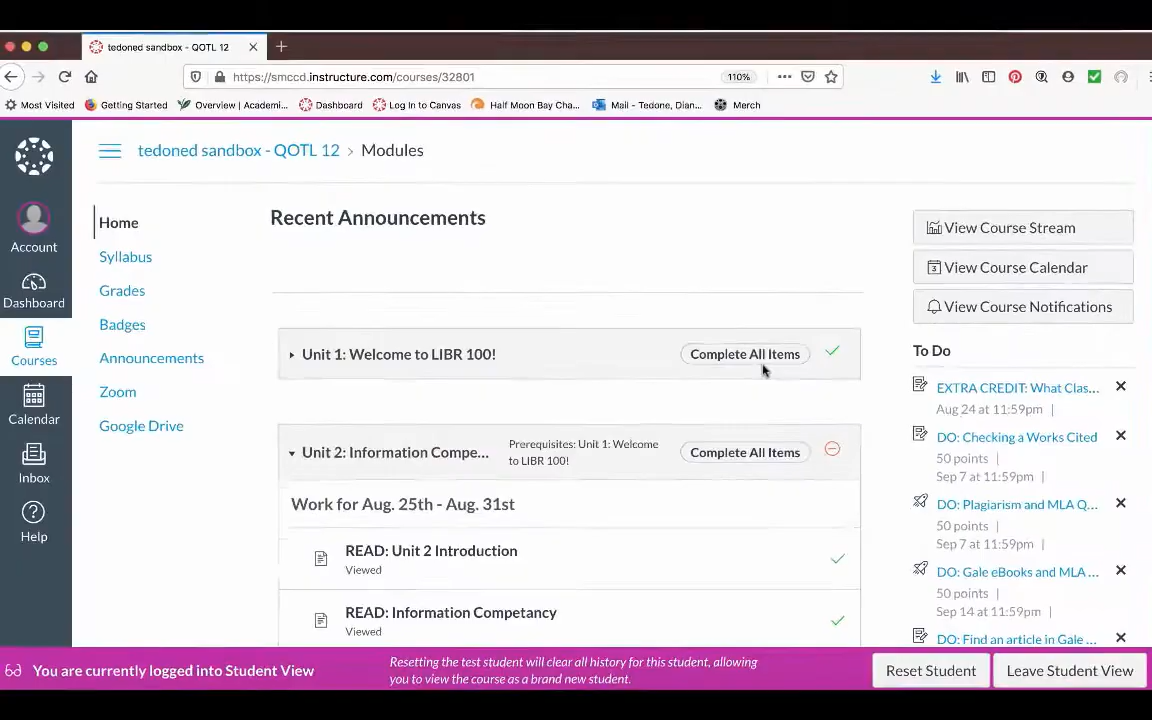 tedoned sandbox - QOTL 12
https://smccd.instructure.com/courses/32801
110%
Most Visited
Getting Started
Overview | Academi...
Dashboard
Log In to Canvas
Half Moon Bay Cha...
Mail - Tedone, Dian...
Merch
tedoned sandbox - QOTL 12 > Modules
Account
Dashboard
Courses
Calendar
Inbox
Help
Home
Syllabus
Grades
Badges
Announcements
Zoom
Google Drive
Recent Announcements
Unit 1: Welcome to LIBR 100!
Complete All Items
Unit 2: Information Compe...
Prerequisites: Unit 1: Welcome
to LIBR 100!
Complete All Items
Work for Aug. 25th - Aug. 31st
READ: Unit 2 Introduction
Viewed
READ: Information Competancy
Viewed
View Course Stream
3
View Course Calendar
View Course Notifications
To Do
EXTRA CREDIT: What Clas...
Aug 24 at 11:59pm |
DO: Checking a Works Cited
50 points |
Sep 7 at 11:59pm |
DO: Plagiarism and MLA Q...
50 points |
Sep 7 at 11:59pm |
DO: Gale eBooks and MLA ...
50 points |
Sep 14 at 11:59pm |
DO: Find an article in Gale ...
You are currently logged into Student View
Resetting the test student will clear all history for this student, allowing
you to view the course as a brand new student.
Reset Student
Leave Student View